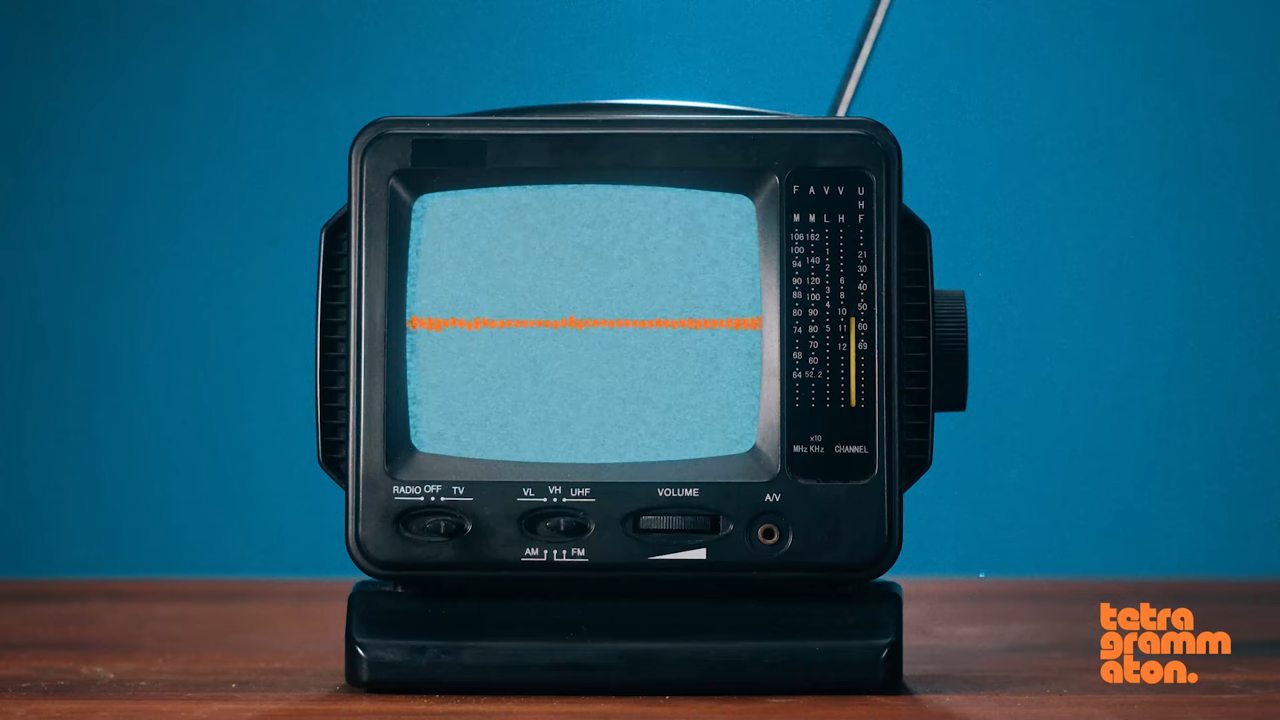 F A V V U
H
M M L H F
108 162
100 1 21
94 140 2 30
90 120 3 6 40
88 100 4 8 50
80 90 10
74 80 5 11 60
70 12 69
68 60
64 52.2
x10
MHz KHz CHANNEL
RADIO OFF TV
VL VH UHF
VOLUME
A/V
AM FM
tetra
gramm
aton.